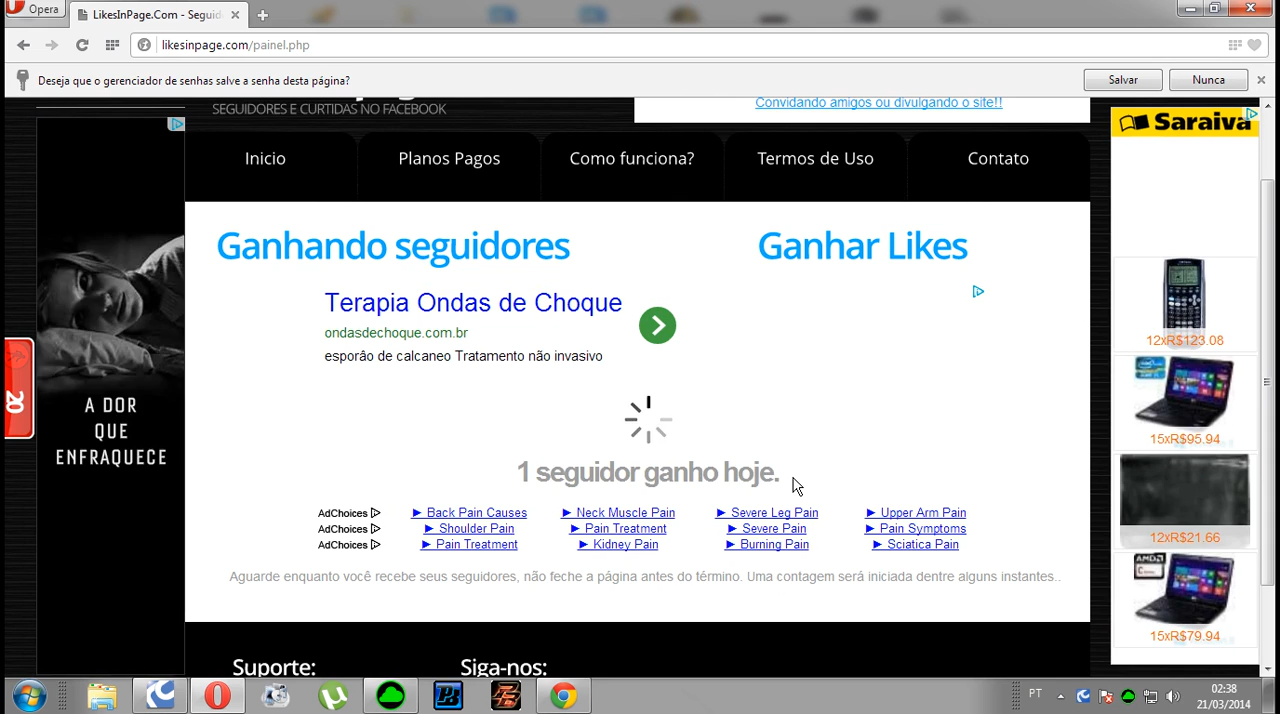 Opera
LikesInPage.Com - Seguid
likesinpage.com/painel.php
Deseja que o gerenciador de senhas salve a senha desta página?
Salvar
Nunca
SEGUIDORES E CURTIDAS NO FACEBOOK
Convidando amigos ou divulgando o site!!
Inicio
Planos Pagos
Como funciona?
Termos de Uso
Contato
Saraiva
Ganhando seguidores
Ganhar Likes
Terapia Ondas de Choque
ondasdechoque.com.br
esporâo de calcaneo Tratamento não invasivo
12xR$123.08
A DOR
QUE
ENFRAQUECE
20
15xR$95.94
1 seguidor ganho hoje.
AdChoices ► Back Pain Causes ► Neck Muscle Pain ► Severe Leg Pain ► Upper Arm Pain
AdChoices ► Shoulder Pain ► Pain Treatment ► Severe Pain ► Pain Symptoms
AdChoices ► Pain Treatment ► Kidney Pain ► Burning Pain ► Sciatica Pain
12xR$21.66
Aguarde enquanto você recebe seus seguidores, não feche a página antes do término. Uma contagem será iniciada dentre alguns instantes..
AMD
15xR$79.94
Suporte:
Siga-nos:
PT
02:38
21/03/2014